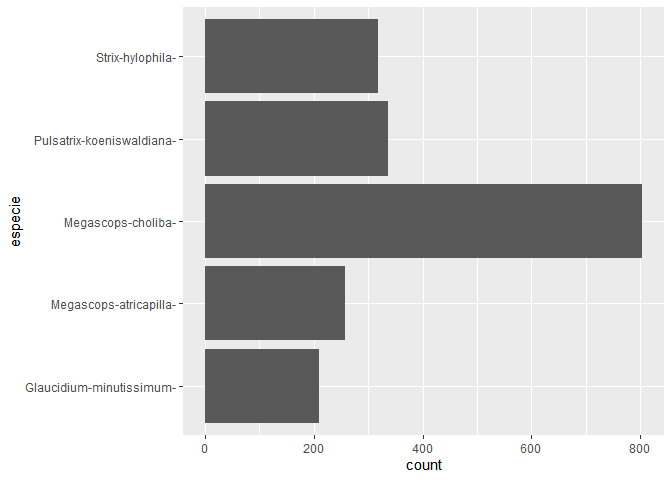 Strix-hylophila-
Pulsatrix-koeniswaldiana-
Megascops-choliba-
Megascops-atricapilla-
Glaucidium-minutissimum-
especie
0 200 400 600 800
count